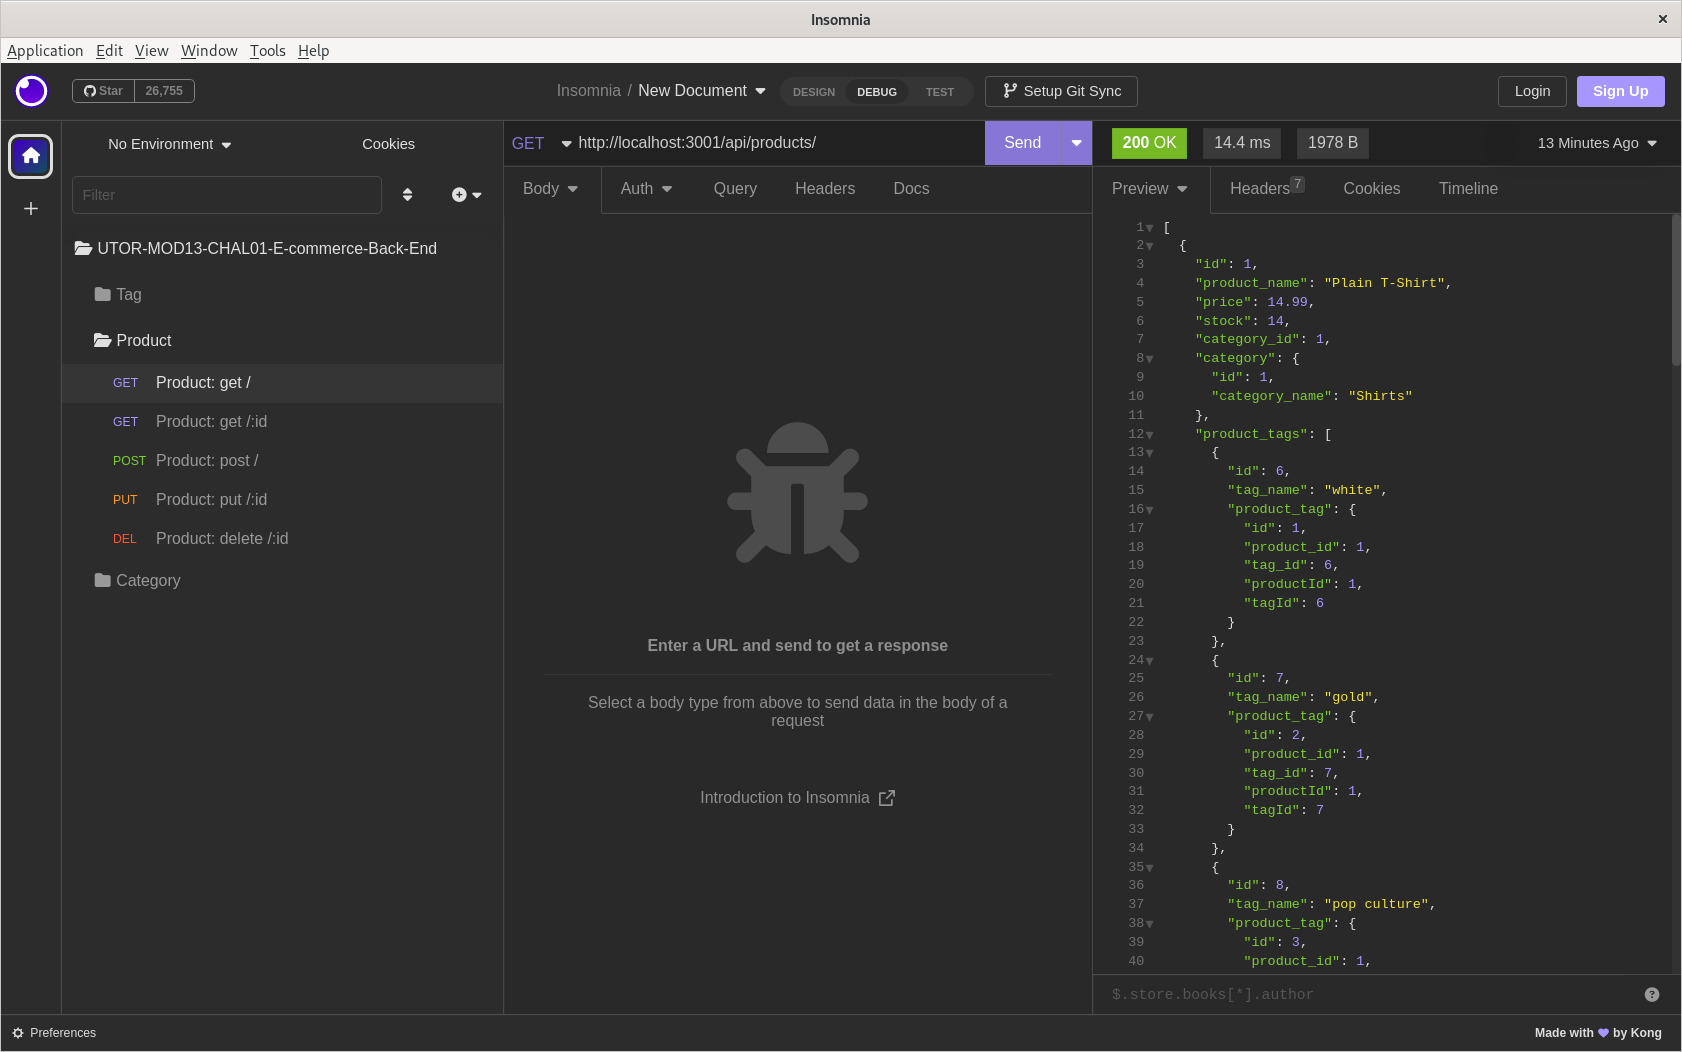 Insomnia ×
Application Edit View Window Tools Help
Star 26,755
Insomnia / New Document
DESIGN DEBUG TEST
Setup Git Sync
Login
Sign Up
No Environment
Cookies
Filter
UTOR-MOD13-CHAL01-E-commerce-Back-End
Tag
Product
GET Product: get /
GET Product: get /:id
POST Product: post /
PUT Product: put /:id
DEL Product: delete /:id
Category
GET http://localhost:3001/api/products/
Send
Body Auth Query Headers Docs
Enter a URL and send to get a response
Select a body type from above to send data in the body of a
request
Introduction to Insomnia
200 OK 14.4 ms 1978 B 13 Minutes Ago
Preview Headers 7 Cookies Timeline
1 [
2 {
3 "id": 1,
4 "product_name": "Plain T-Shirt",
5 "price": 14.99,
6 "stock": 14,
7 "category_id": 1,
8 "category": {
9 "id": 1,
10 "category_name": "Shirts"
11 },
12 "product_tags": [
13 {
14 "id": 6,
15 "tag_name": "white",
16 "product_tag": {
17 "id": 1,
18 "product_id": 1,
19 "tag_id": 6,
20 "productId": 1,
21 "tagId": 6
22 }
23 },
24 {
25 "id": 7,
26 "tag_name": "gold",
27 "product_tag": {
28 "id": 2,
29 "product_id": 1,
30 "tag_id": 7,
31 "productId": 1,
32 "tagId": 7
33 }
34 },
35 {
36 "id": 8,
37 "tag_name": "pop culture",
38 "product_tag": {
39 "id": 3,
40 "product_id": 1,
$.store.books[*].author
?
Preferences
Made with 💜 by Kong